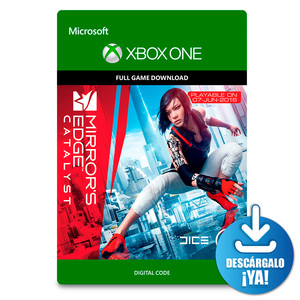 Microsoft
XBOX ONE
FULL GAME DOWNLOAD
PLAYABLE ON
07-JUN-2016
MIRROR'S
EDGE
CATALYST
DICE
DESCÁRGALO
¡YA!
DIGITAL CODE